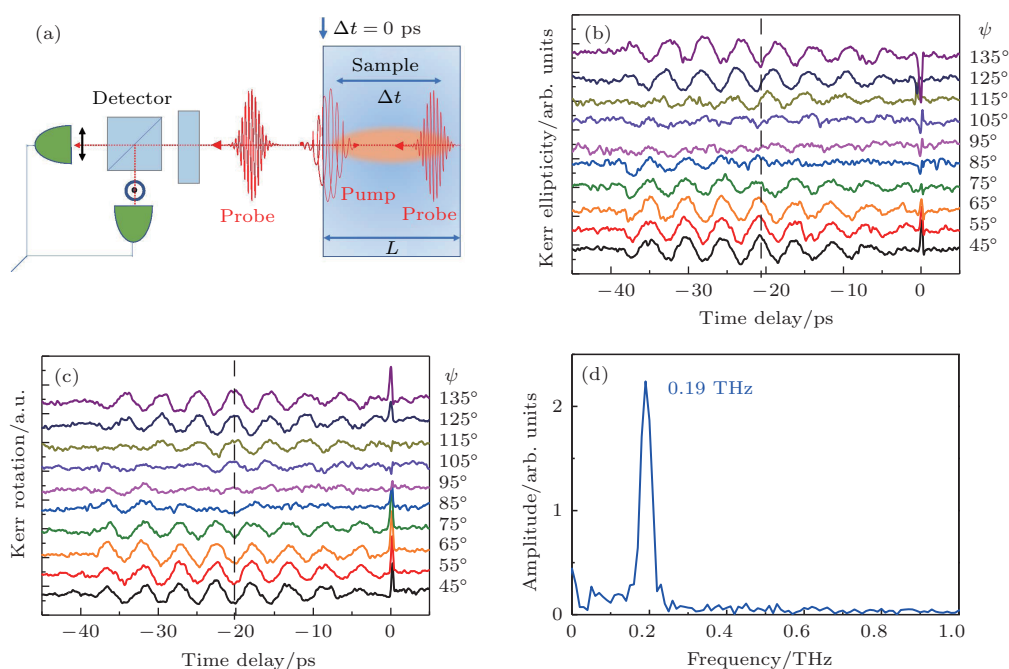 (a)
Δt = 0 ps
Sample
Δt
Detector
Pump
Probe
Probe
L
(b)
ψ
135°
125°
115°
105°
95°
85°
75°
65°
55°
45°
Kerr ellipticity/arb. units
−40 −30 −20 −10 0
Time delay/ps
(c)
ψ
135°
125°
115°
105°
95°
85°
75°
65°
55°
45°
Kerr rotation/a.u.
−40 −30 −20 −10 0
Time delay/ps
(d)
0.19 THz
2
1
0
Amplitude/arb. units
0 0.2 0.4 0.6 0.8 1.0
Frequency/THz